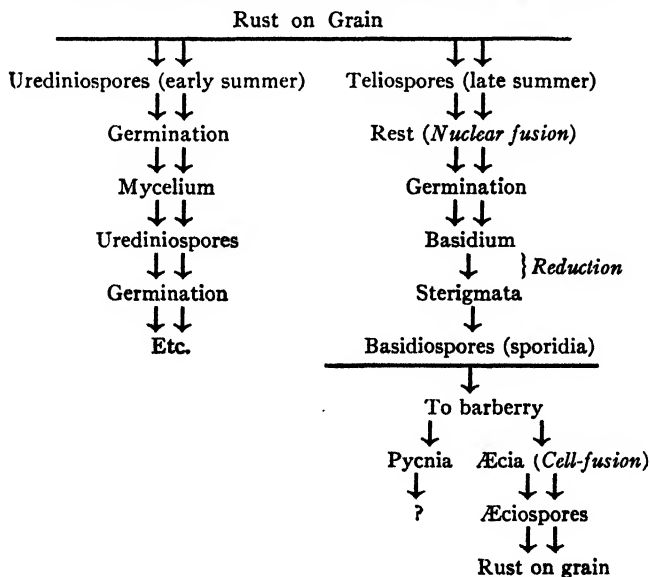 Rust on Grain
Urediniospores (early summer) Teliospores (late summer)
Germination Rest (Nuclear fusion)
Mycelium Germination
Urediniospores Basidium
} Reduction
Germination Sterigmata
Etc. Basidiospores (sporidia)
To barberry
Pycnia Æcia (Cell-fusion)
? Æciospores
Rust on grain